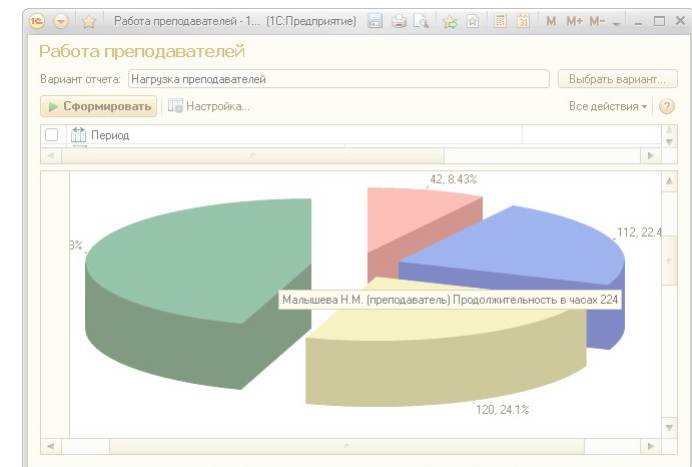 Работа преподавателей - 1... (1С:Предприятие) M M+ M-
Работа преподавателей
Вариант отчета: Нагрузка преподавателей Выбрать вариант...
Сформировать Настройка... Все действия
Период
42, 8.43%
112, 22.4
3%
Малышева Н.М. (преподаватель) Продолжительность в часах 224
120, 24.1%